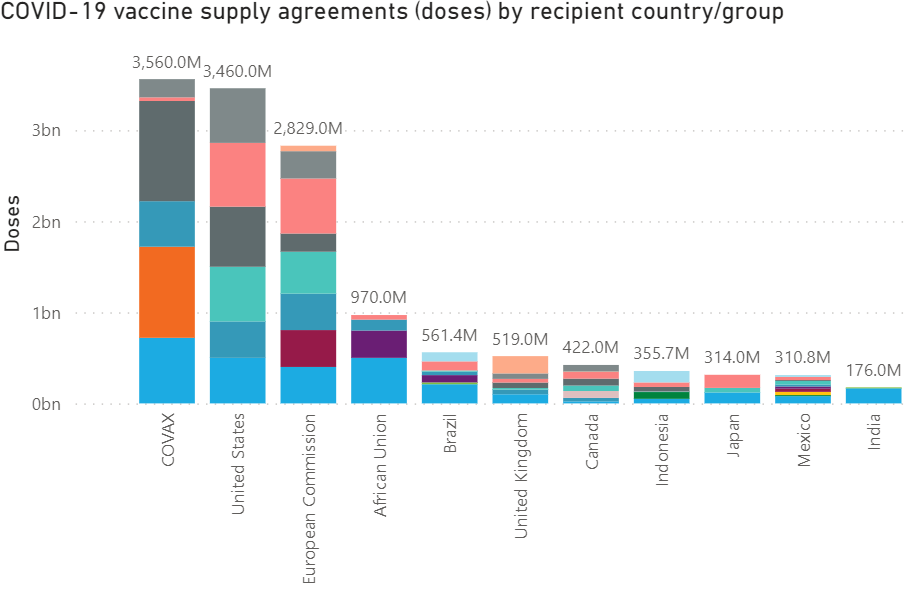 COVID-19 vaccine supply agreements (doses) by recipient country/group
3,560.0M
3,460.0M
2,829.0M
970.0M
561.4M
519.0M
422.0M
355.7M
314.0M
310.8M
176.0M
3bn
2bn
1bn
0bn
Doses
COVAX
United States
European Commission
African Union
Brazil
United Kingdom
Canada
Indonesia
Japan
Mexico
India